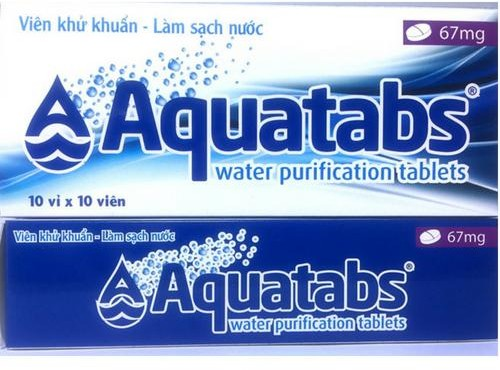 Viên khử khuẩn - Làm sạch nước
67mg
Aquatabs®
water purification tablets
10 vỉ x 10 viên
Viên khử khuẩn - Làm sạch nước
67mg
Aquatabs®
water purification tablets